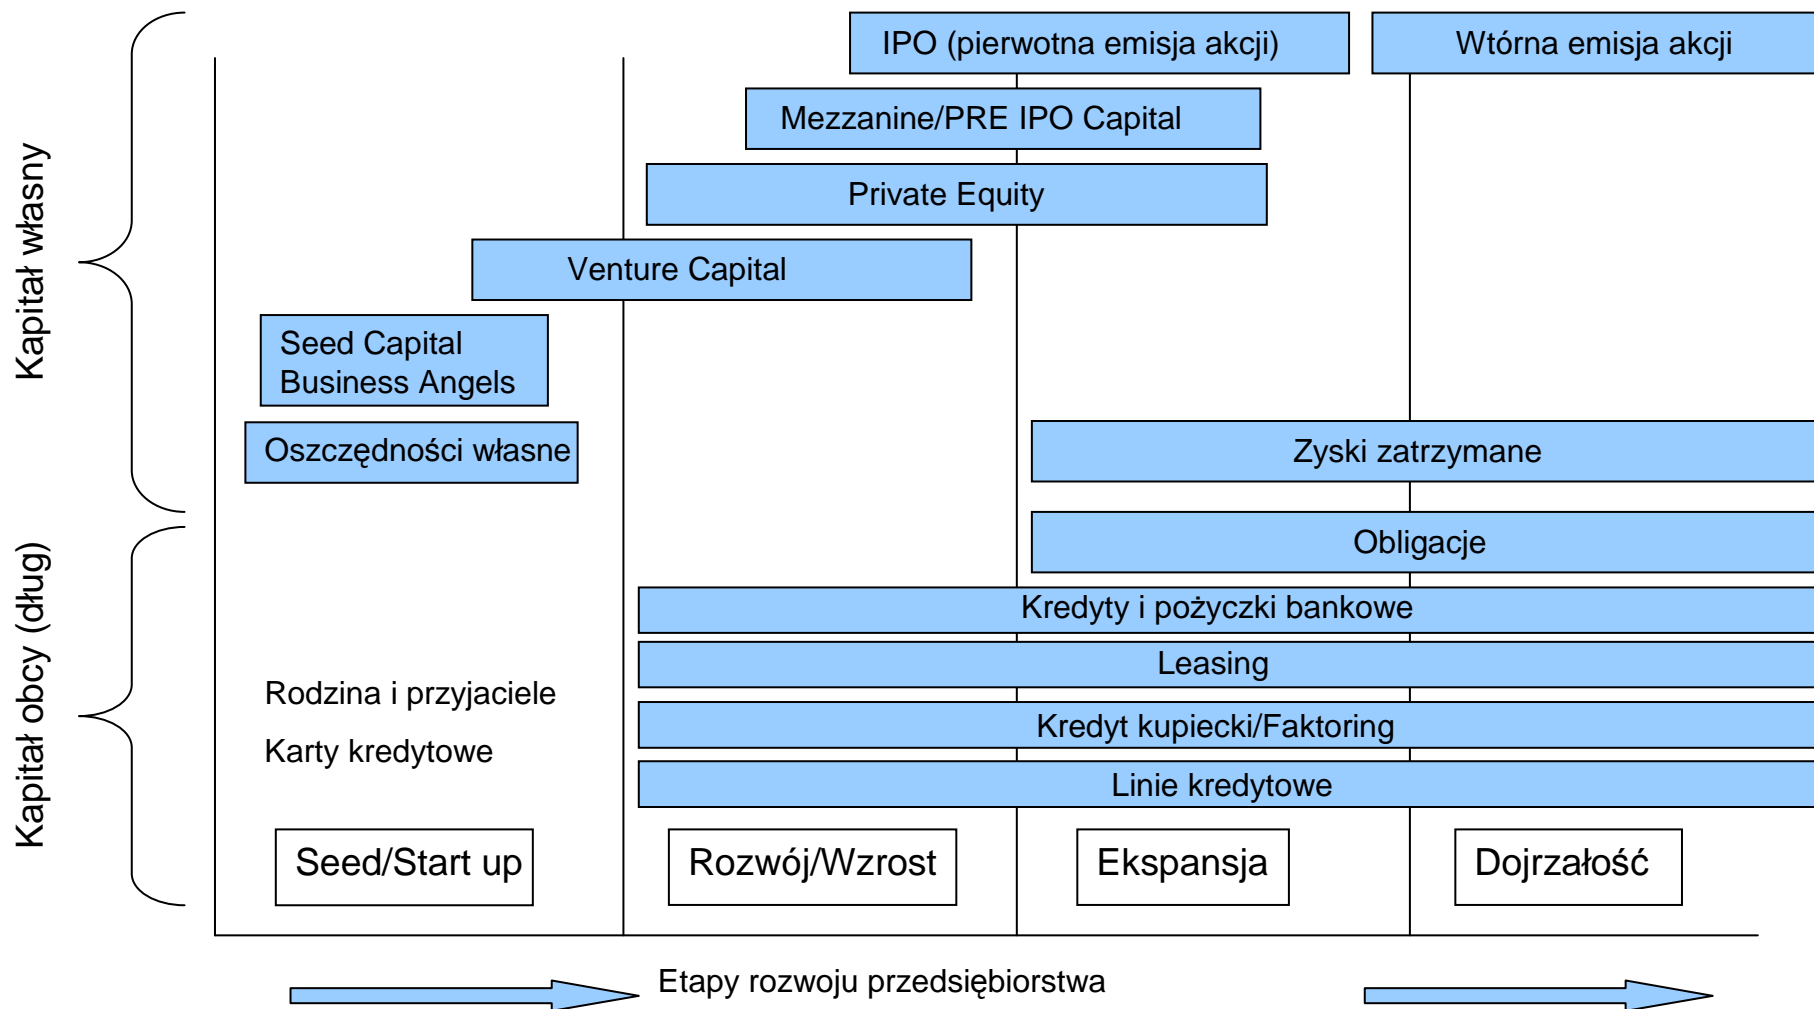 IPO (pierwotna emisja akcji)
Wtórna emisja akcji
Mezzanine/PRE IPO Capital
Private Equity
Venture Capital
Seed Capital
Business Angels
Oszczędności własne
Zyski zatrzymane
Kapitał własny
Obligacje
Kredyty i pożyczki bankowe
Leasing
Rodzina i przyjaciele
Kredyt kupiecki/Faktoring
Karty kredytowe
Linie kredytowe
Kapitał obcy (dług)
Seed/Start up
Rozwój/Wzrost
Ekspansja
Dojrzałość
Etapy rozwoju przedsiębiorstwa